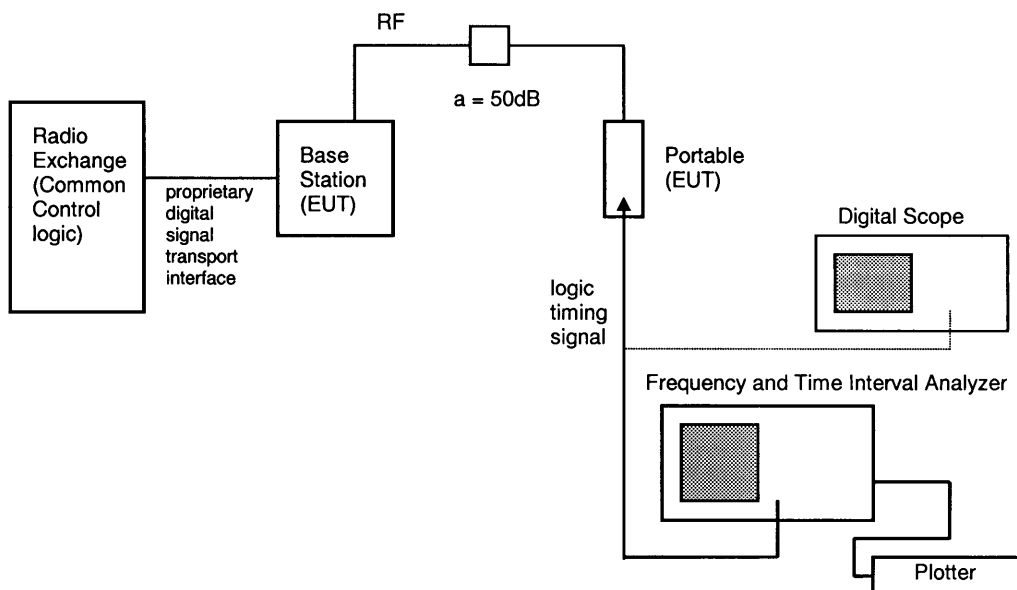 RF
a = 50dB
Radio
Exchange
(Common
Control
logic)
proprietary
digital
signal
transport
interface
Base
Station
(EUT)
Portable
(EUT)
Digital Scope
logic
timing
signal
Frequency and Time Interval Analyzer
Plotter